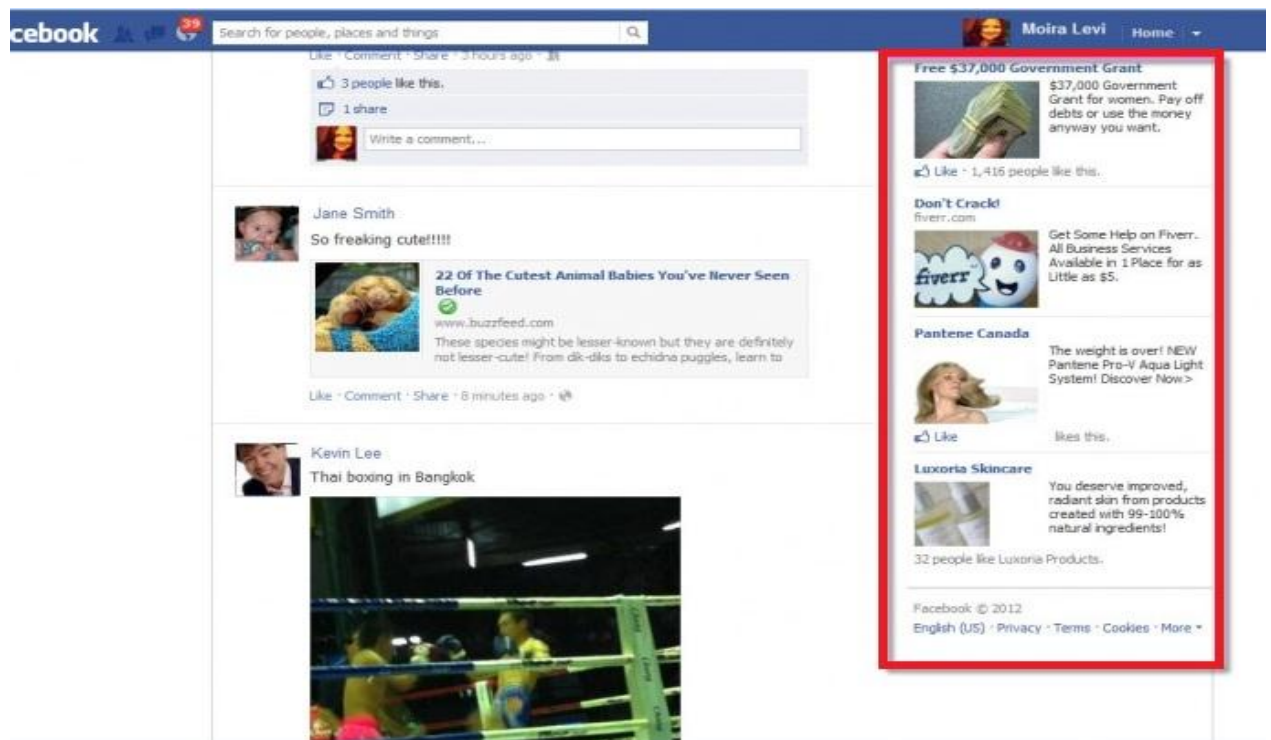 cebook
39
Search for people, places and things
Moira Levi
Home
Like · Comment · Share · 3 hours ago ·
3 people like this.
1 share
Write a comment...
Jane Smith
So freaking cute!!!!!
22 Of The Cutest Animal Babies You've Never Seen
Before
www.buzzfeed.com
These species might be lesser-known but they are definitely
not lesser-cute! From dik-diks to echidna puggles, learn to
Like · Comment · Share · 8 minutes ago ·
Kevin Lee
Thai boxing in Bangkok
Free $37,000 Government Grant
$37,000 Government
Grant for women. Pay off
debts or use the money
anyway you want.
Like · 1,416 people like this.
Don't Crack!
fiverr.com
Get Some Help on Fiverr.
All Business Services
Available in 1 Place for as
Little as $5.
fiverr
Pantene Canada
The weight is over! NEW
Pantene Pro-V Aqua Light
System! Discover Now >
Like
likes this.
Luxoria Skincare
You deserve improved,
radiant skin from products
created with 99-100%
natural ingredients!
32 people like Luxoria Products.
Facebook © 2012
English (US) · Privacy · Terms · Cookies · More